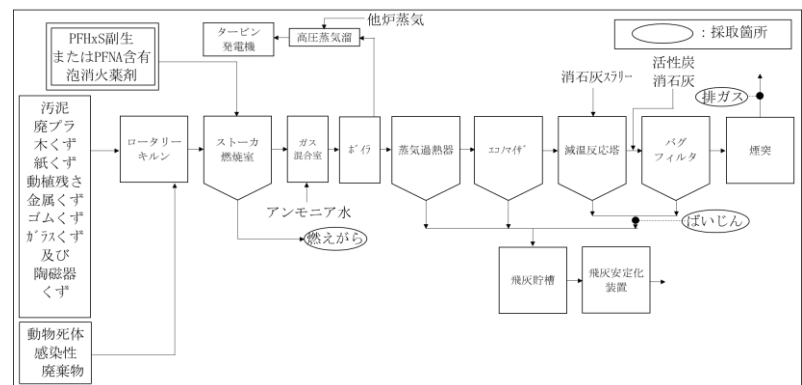 PFHxS副生
またはPFNA含有
泡消火薬剤
タービン
発電機
高圧蒸気溜
他炉蒸気
：採取箇所
汚泥
廃プラ
木くず
紙くず
動植残さ
金属くず
ゴムくず
ガラスくず
及び
陶磁器
くず
動物死体
感染性
廃棄物
ロータリー
キルン
ストーカ
燃焼室
ガス
混合室
ボイラ
アンモニア水
燃えがら
蒸気過熱器
エコノマイザ
消石灰スラリー
減温反応塔
活性炭
消石灰
バグ
フィルタ
排ガス
煙突
ばいじん
飛灰貯槽
飛灰安定化
装置